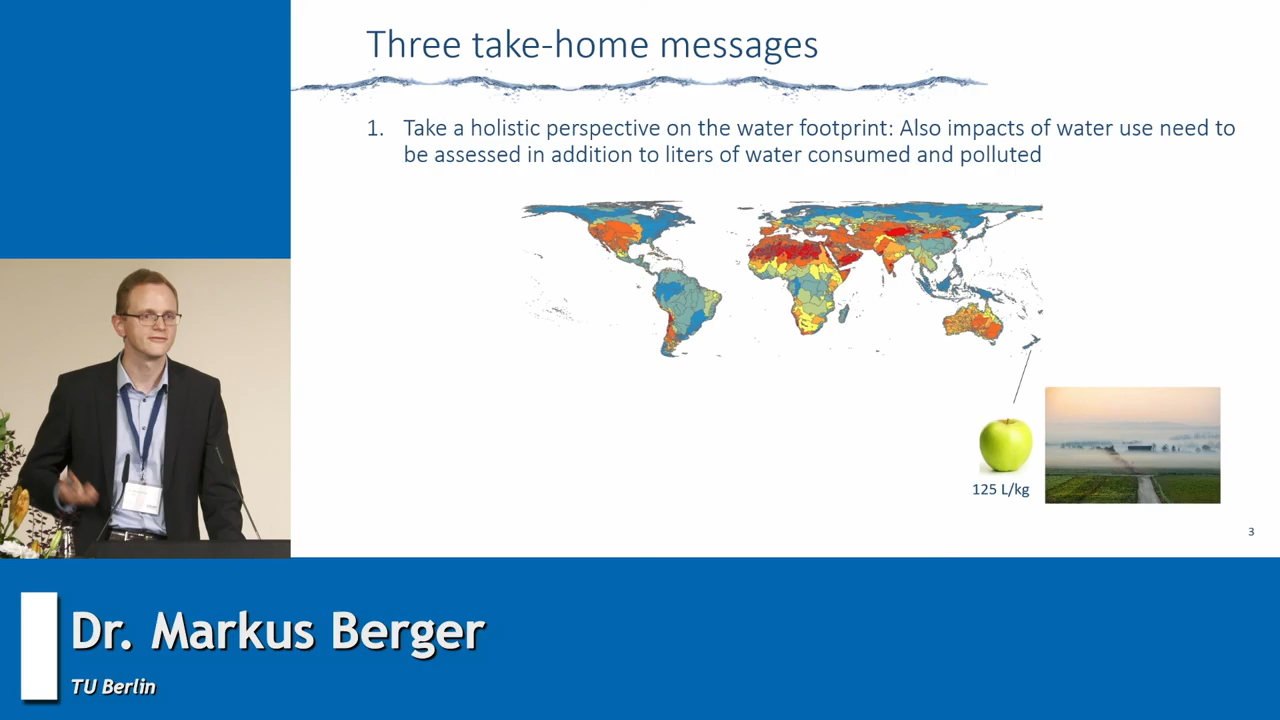 Three take-home messages
1. Take a holistic perspective on the water footprint: Also impacts of water use need to
be assessed in addition to liters of water consumed and polluted
125 L/kg
3
Dr. Markus Berger
TU Berlin